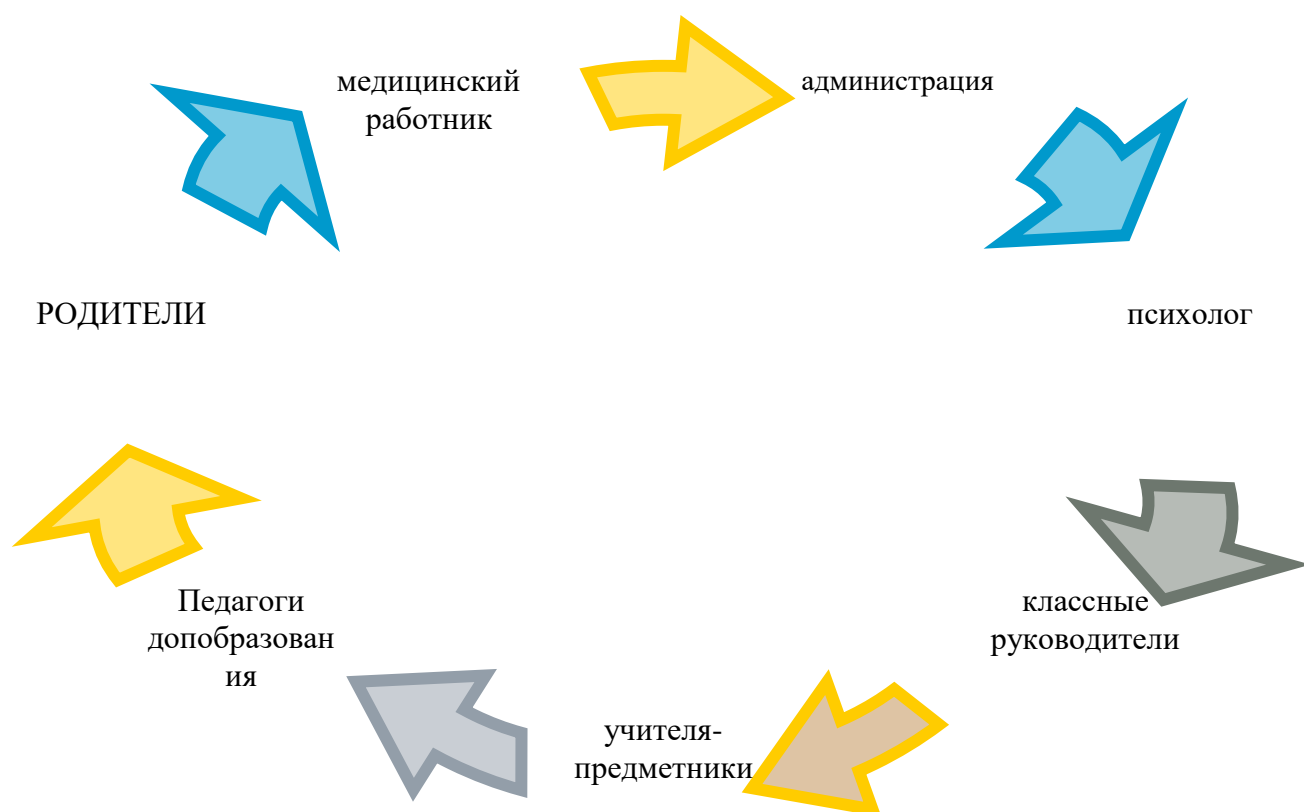 медицинский
работник
администрация
РОДИТЕЛИ
психолог
Педагоги
допобразован
ия
классные
руководители
учителя-
предметники